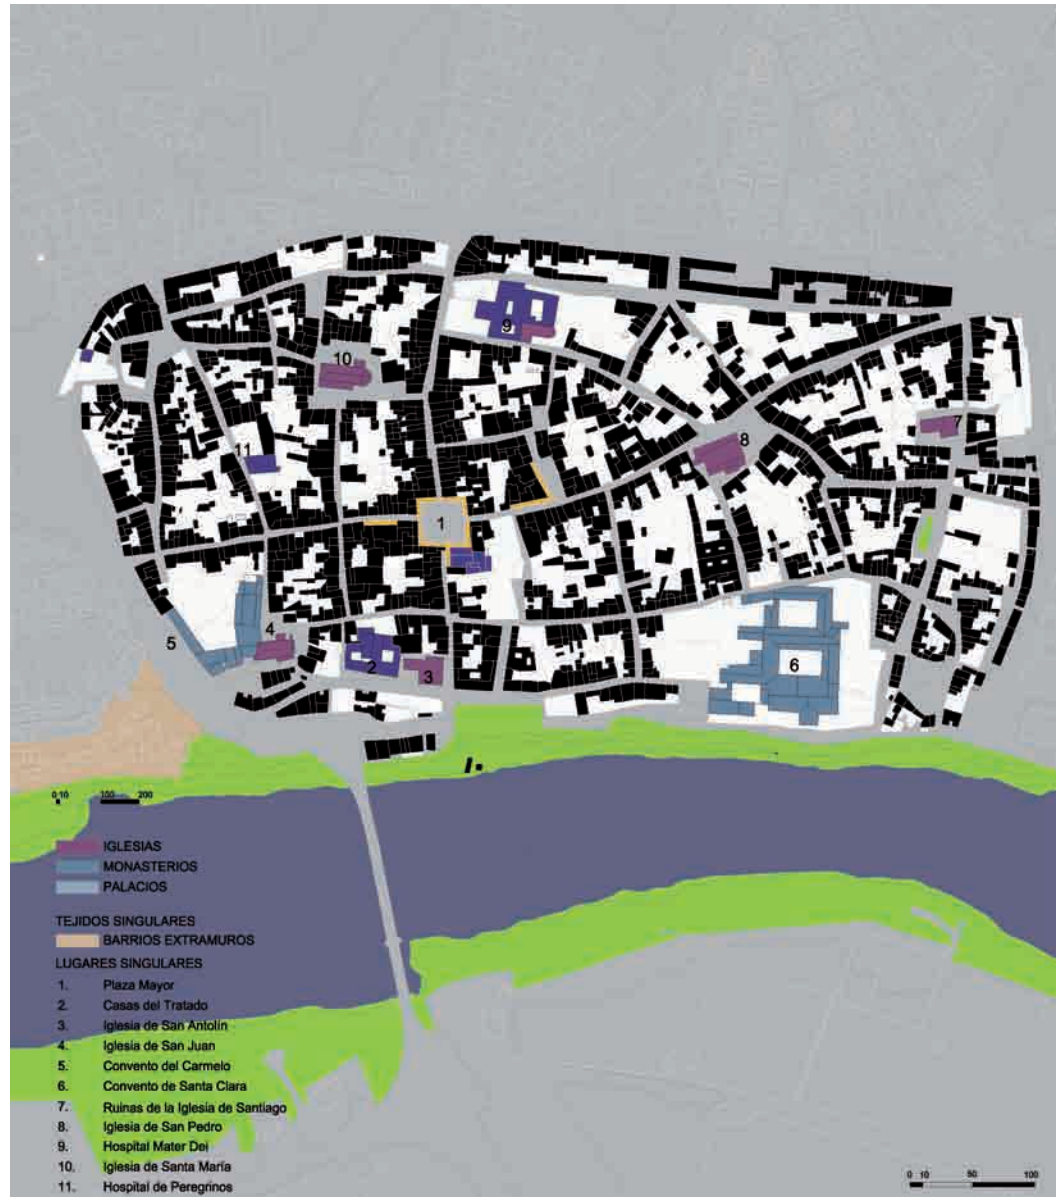 9
10
8
7
11
1
4
5
2
3
6
0 10 100 200
IGLESIAS
MONASTERIOS
PALACIOS
TEJIDOS SINGULARES
BARRIOS EXTRAMUROS
LUGARES SINGULARES
1. Plaza Mayor
2. Casas del Tratado
3. Iglesia de San Antolín
4. Iglesia de San Juan
5. Convento del Carmelo
6. Convento de Santa Clara
7. Ruinas de la Iglesia de Santiago
8. Iglesia de San Pedro
9. Hospital Mater Dei
10. Iglesia de Santa María
11. Hospital de Peregrinos
0 10 50 100